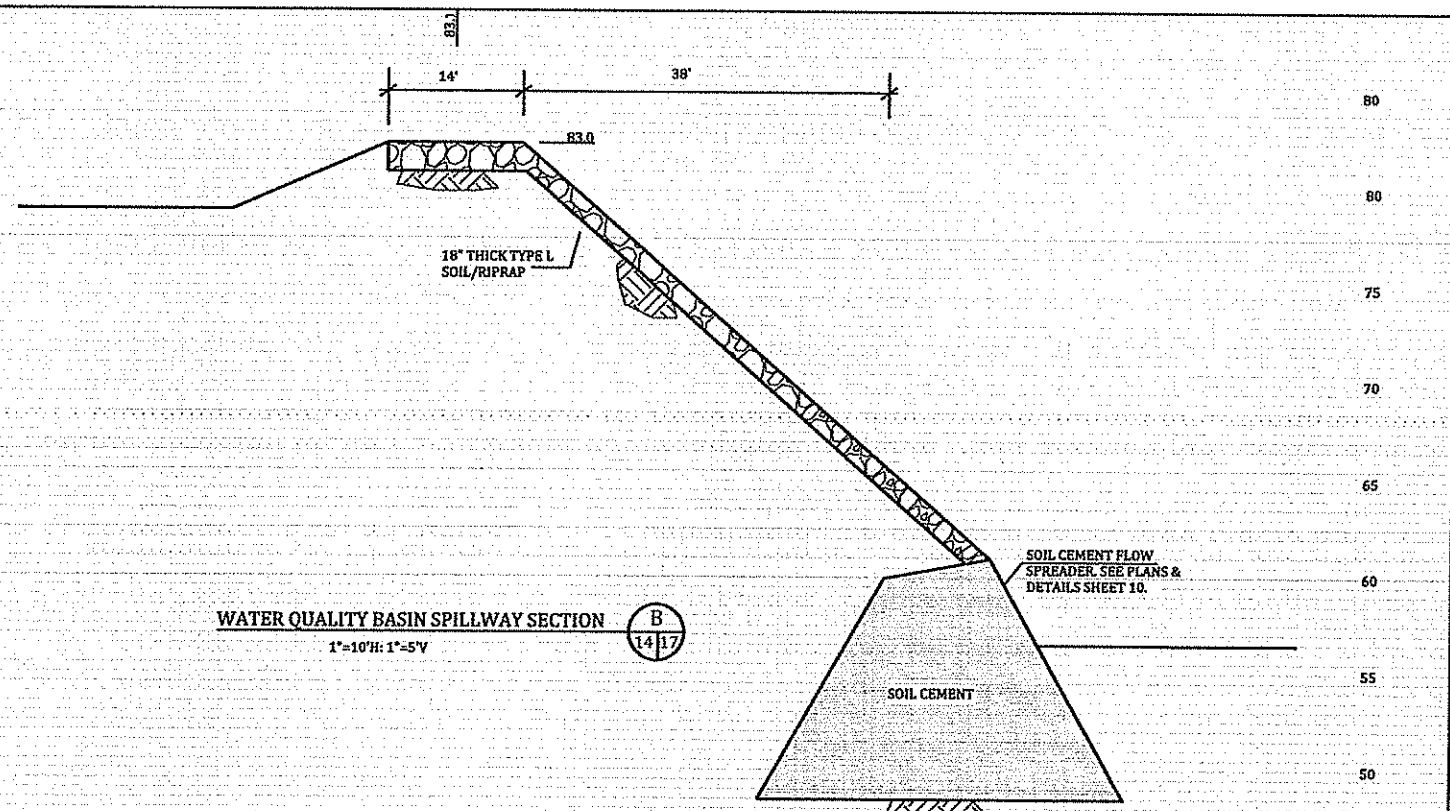 83.1
14'
38'
80
83.0
80
18" THICK TYPE L
SOIL/RIPRAP
75
70
65
SOIL CEMENT FLOW
SPREADER, SEE PLANS &
DETAILS SHEET 10.
60
WATER QUALITY BASIN SPILLWAY SECTION
B
14 17
1"=10'H: 1"=5'V
55
SOIL CEMENT
50